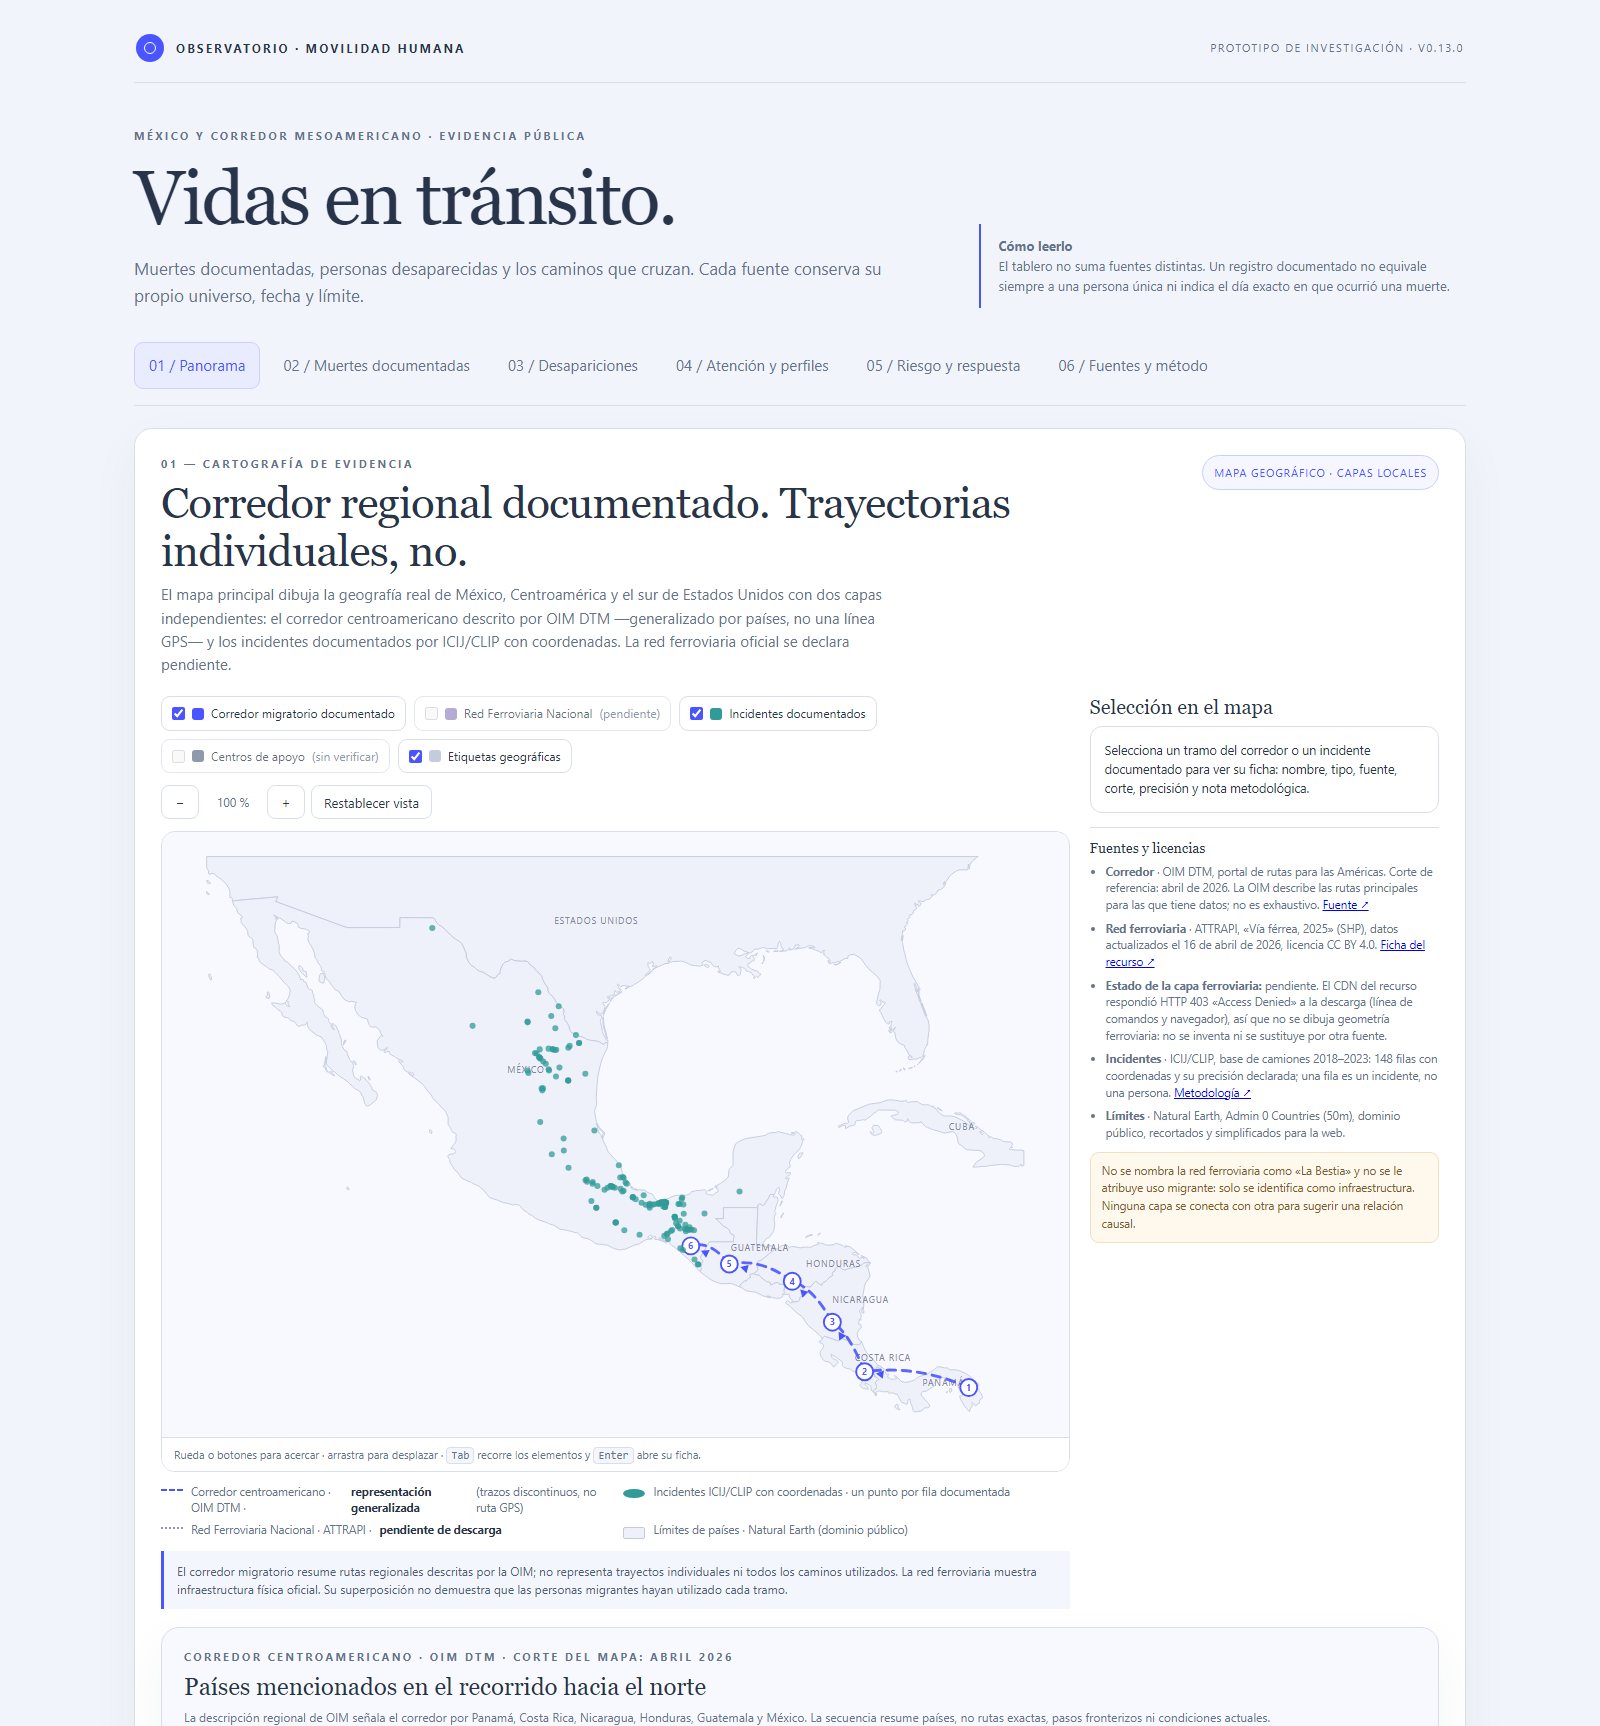 OBSERVATORIO · MOVILIDAD HUMANA
PROTOTIPO DE INVESTIGACIÓN · V0.13.0
MÉXICO Y CORREDOR MESOAMERICANO · EVIDENCIA PÚBLICA
Vidas en tránsito.
Muertes documentadas, personas desaparecidas y los caminos que cruzan. Cada fuente conserva su
propio universo, fecha y límite.
Cómo leerlo
El tablero no suma fuentes distintas. Un registro documentado no equivale
siempre a una persona única ni indica el día exacto en que ocurrió una muerte.
01 / Panorama
02 / Muertes documentadas
03 / Desapariciones
04 / Atención y perfiles
05 / Riesgo y respuesta
06 / Fuentes y método
01 — CARTOGRAFÍA DE EVIDENCIA
MAPA GEOGRÁFICO · CAPAS LOCALES
Corredor regional documentado. Trayectorias
individuales, no.
El mapa principal dibuja la geografía real de México, Centroamérica y el sur de Estados Unidos con dos capas
independientes: el corredor centroamericano descrito por OIM DTM —generalizado por países, no una línea
GPS— y los incidentes documentados por ICIJ/CLIP con coordenadas. La red ferroviaria oficial se declara
pendiente.
Corredor migratorio documentado
Red Ferroviaria Nacional (pendiente)
Incidentes documentados
Centros de apoyo (sin verificar)
Etiquetas geográficas
− 100 % + Restablecer vista
ESTADOS UNIDOS
MÉXICO
CUBA
GUATEMALA
HONDURAS
NICARAGUA
COSTA RICA
PANAMÁ
6
5
4
3
2
1
Rueda o botones para acercar · arrastra para desplazar · Tab recorre los elementos y Enter abre su ficha.
Corredor centroamericano ·
OIM DTM ·
representación
generalizada
(trazos discontinuos, no
ruta GPS)
Incidentes ICIJ/CLIP con coordenadas · un punto por fila documentada
Red Ferroviaria Nacional · ATTRAPI · pendiente de descarga
Límites de países · Natural Earth (dominio público)
El corredor migratorio resume rutas regionales descritas por la OIM; no representa trayectos individuales ni todos los caminos utilizados. La red ferroviaria muestra
infraestructura física oficial. Su superposición no demuestra que las personas migrantes hayan utilizado cada tramo.
Selección en el mapa
Selecciona un tramo del corredor o un incidente
documentado para ver su ficha: nombre, tipo, fuente,
corte, precisión y nota metodológica.
Fuentes y licencias
• Corredor · OIM DTM, portal de rutas para las Américas. Corte de
referencia: abril de 2026. La OIM describe las rutas principales
para las que tiene datos; no es exhaustivo. Fuente ↗
• Red ferroviaria · ATTRAPI, «Vía férrea, 2025» (SHP), datos
actualizados el 16 de abril de 2026, licencia CC BY 4.0. Ficha del
recurso ↗
• Estado de la capa ferroviaria: pendiente. El CDN del recurso
respondió HTTP 403 «Access Denied» a la descarga (línea de
comandos y navegador), así que no se dibuja geometría
ferroviaria: no se inventa ni se sustituye por otra fuente.
• Incidentes · ICIJ/CLIP, base de camiones 2018–2023: 148 filas con
coordenadas y su precisión declarada; una fila es un incidente, no
una persona. Metodología ↗
• Límites · Natural Earth, Admin 0 Countries (50m), dominio
público, recortados y simplificados para la web.
No se nombra la red ferroviaria como «La Bestia» y no se le
atribuye uso migrante: solo se identifica como infraestructura.
Ninguna capa se conecta con otra para sugerir una relación
causal.
CORREDOR CENTROAMERICANO · OIM DTM · CORTE DEL MAPA: ABRIL 2026
Países mencionados en el recorrido hacia el norte
La descripción regional de OIM señala el corredor por Panamá, Costa Rica, Nicaragua, Honduras, Guatemala y México. La secuencia resume países, no rutas exactas, pasos fronterizos ni condiciones actuales.